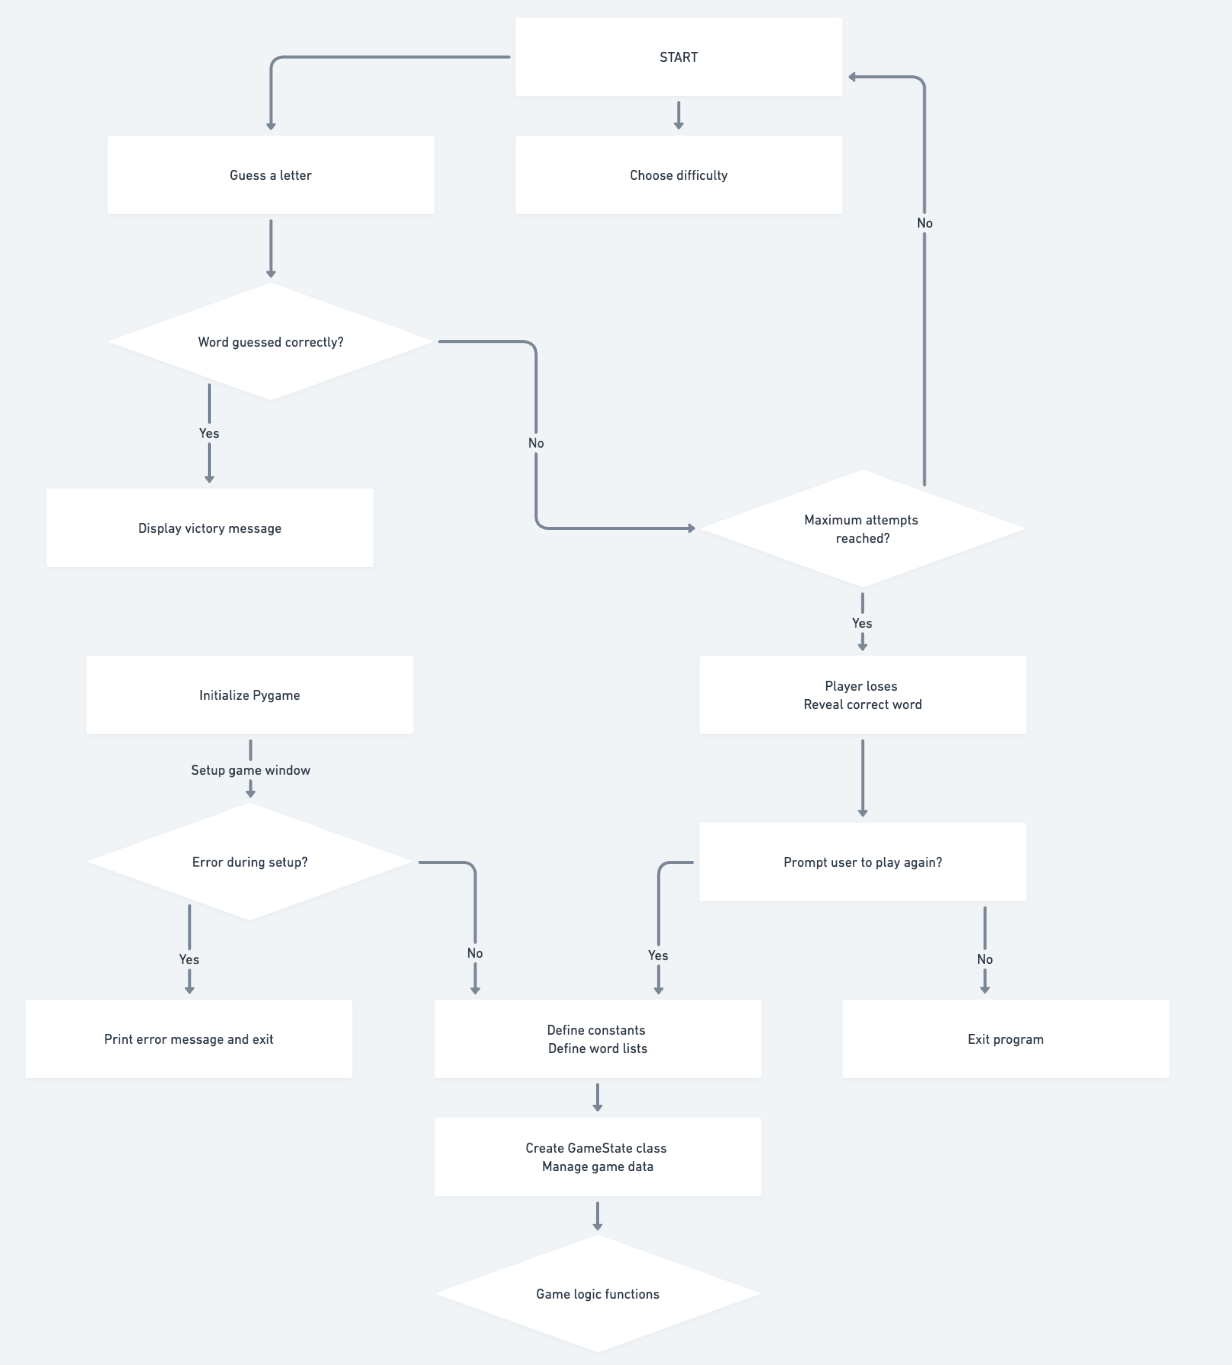 START
Guess a letter
Choose difficulty
No
Word guessed correctly?
Yes
No
Display victory message
Maximum attempts
reached?
Yes
Initialize Pygame
Player loses
Reveal correct word
Setup game window
Error during setup?
Prompt user to play again?
Yes
No
Yes
No
Print error message and exit
Define constants
Define word lists
Exit program
Create GameState class
Manage game data
Game logic functions